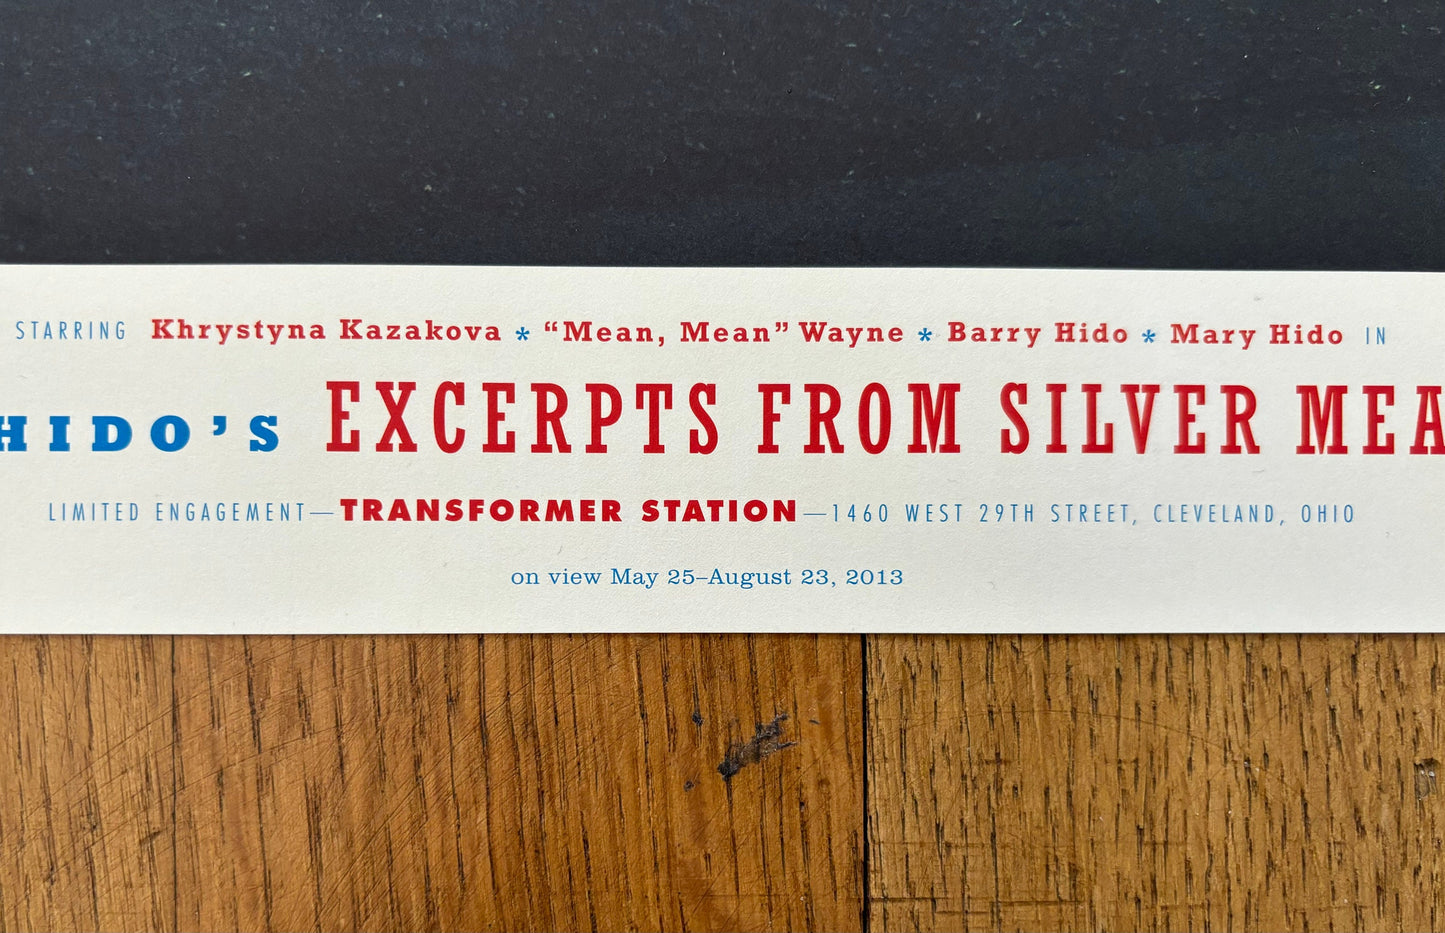 STARRING Khrystyna Kazakova * “Mean, Mean” Wayne * Barry Hido * Mary Hido IN
HIDO’S EXCERPTS FROM SILVER MEA
LIMITED ENGAGEMENT—TRANSFORMER STATION—1460 WEST 29TH STREET, CLEVELAND, OHIO
on view May 25–August 23, 2013